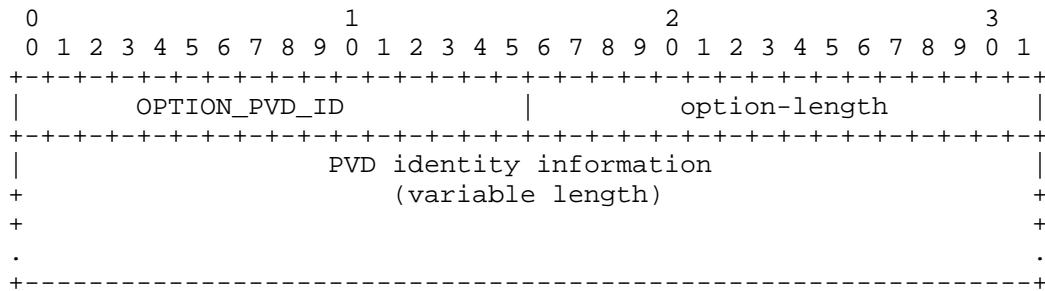 0                   1                   2                   3
 0 1 2 3 4 5 6 7 8 9 0 1 2 3 4 5 6 7 8 9 0 1 2 3 4 5 6 7 8 9 0 1
+-+-+-+-+-+-+-+-+-+-+-+-+-+-+-+-+-+-+-+-+-+-+-+-+-+-+-+-+-+-+-+-+
|       OPTION_PVD_ID           |         option-length         |
+-+-+-+-+-+-+-+-+-+-+-+-+-+-+-+-+-+-+-+-+-+-+-+-+-+-+-+-+-+-+-+-+
|                   PVD identity information                    |
+                       (variable length)                       +
+                                                               +
.                                                               .
+---------------------------------------------------------------+